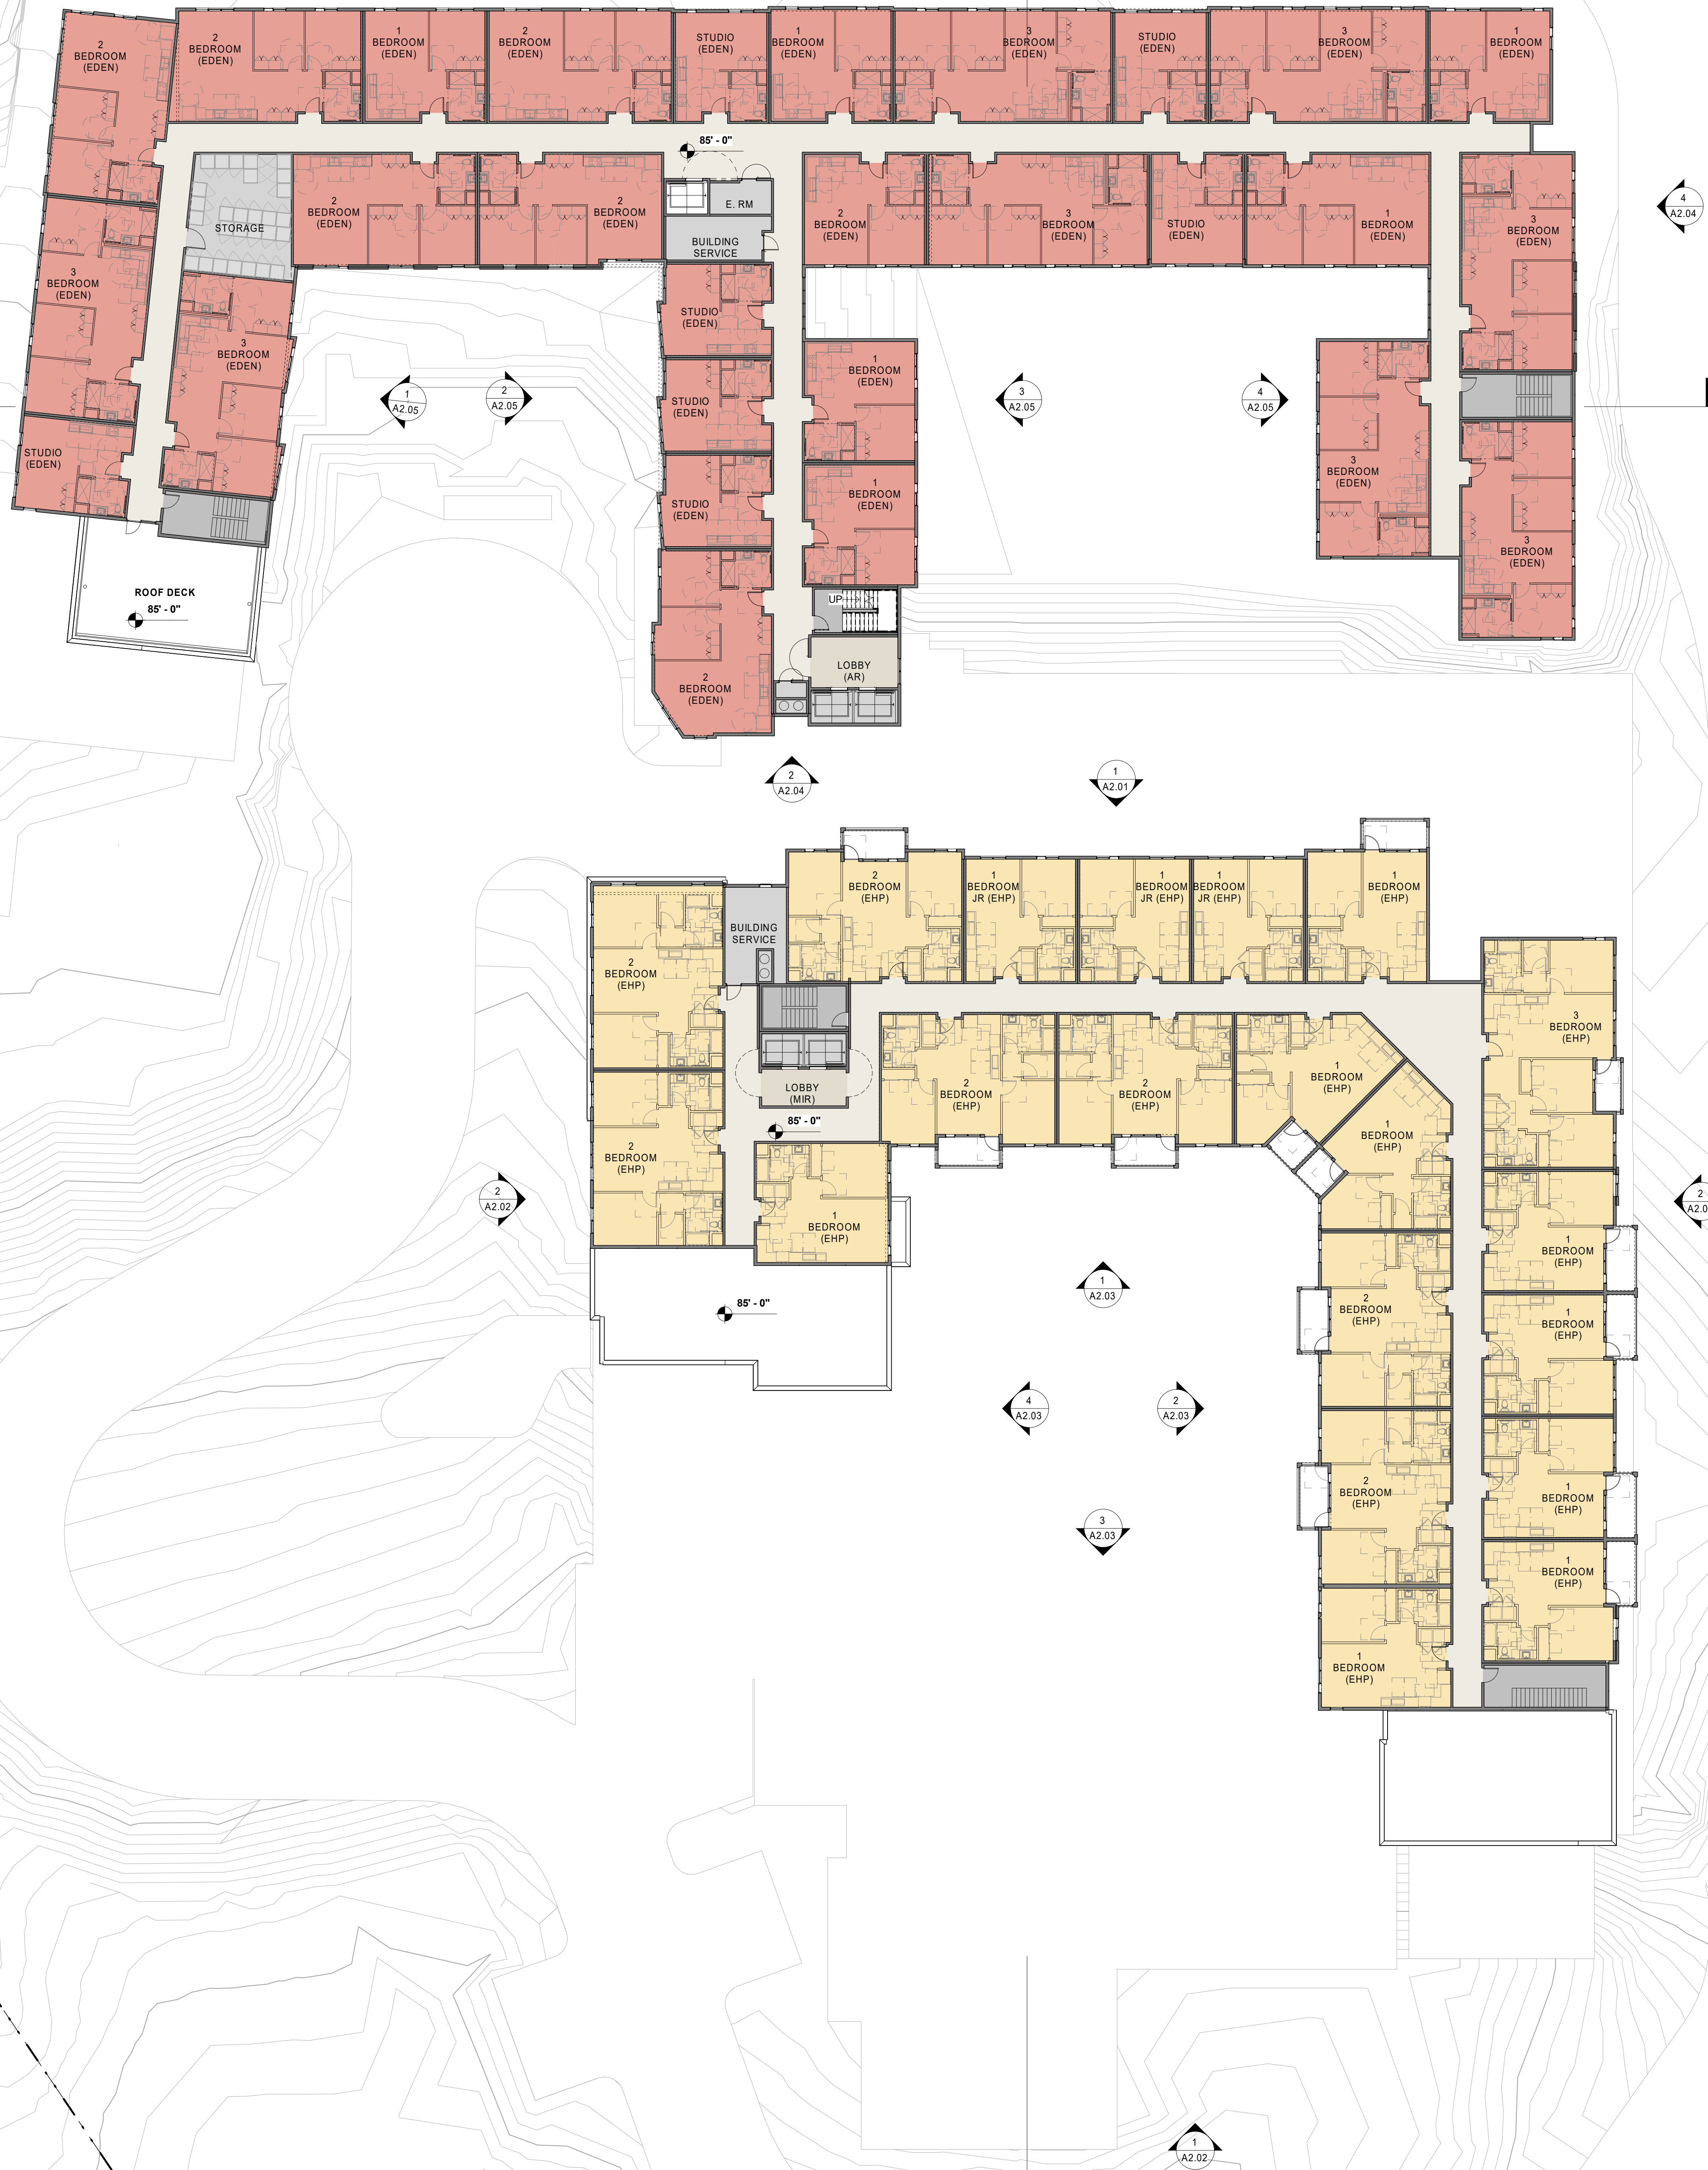 2
BEDROOM
(EDEN)
2
BEDROOM
(EDEN)
1
BEDROOM
(EDEN)
2
BEDROOM
(EDEN)
STUDIO
(EDEN)
1
BEDROOM
(EDEN)
3
BEDROOM
(EDEN)
STUDIO
(EDEN)
3
BEDROOM
(EDEN)
1
BEDROOM
(EDEN)
85' - 0"
STORAGE
2
BEDROOM
(EDEN)
2
BEDROOM
(EDEN)
E. RM
BUILDING
SERVICE
2
BEDROOM
(EDEN)
3
BEDROOM
(EDEN)
STUDIO
(EDEN)
1
BEDROOM
(EDEN)
3
BEDROOM
(EDEN)
4
A2.04
3
BEDROOM
(EDEN)
3
BEDROOM
(EDEN)
STUDIO
(EDEN)
1
BEDROOM
(EDEN)
1
A2.05
2
A2.05
STUDIO
(EDEN)
3
A2.05
4
A2.05
STUDIO
(EDEN)
3
BEDROOM
(EDEN)
STUDIO
(EDEN)
1
BEDROOM
(EDEN)
3
BEDROOM
(EDEN)
ROOF DECK
85' - 0"
UP
LOBBY
(AR)
2
BEDROOM
(EDEN)
2
A2.04
1
A2.01
2
BEDROOM
(EHP)
1
BEDROOM
JR (EHP)
1
BEDROOM
JR (EHP)
1
BEDROOM
JR (EHP)
1
BEDROOM
(EHP)
BUILDING
SERVICE
2
BEDROOM
(EHP)
3
BEDROOM
(EHP)
LOBBY
(MIR)
85' - 0"
2
BEDROOM
(EHP)
2
BEDROOM
(EHP)
1
BEDROOM
(EHP)
1
BEDROOM
(EHP)
2
BEDROOM
(EHP)
2
A2.02
1
BEDROOM
(EHP)
2
A2.0
1
BEDROOM
(EHP)
1
A2.03
85' - 0"
2
BEDROOM
(EHP)
1
BEDROOM
(EHP)
4
A2.03
2
A2.03
2
BEDROOM
(EHP)
1
BEDROOM
(EHP)
3
A2.03
1
BEDROOM
(EHP)
1
BEDROOM
(EHP)
1
A2.02